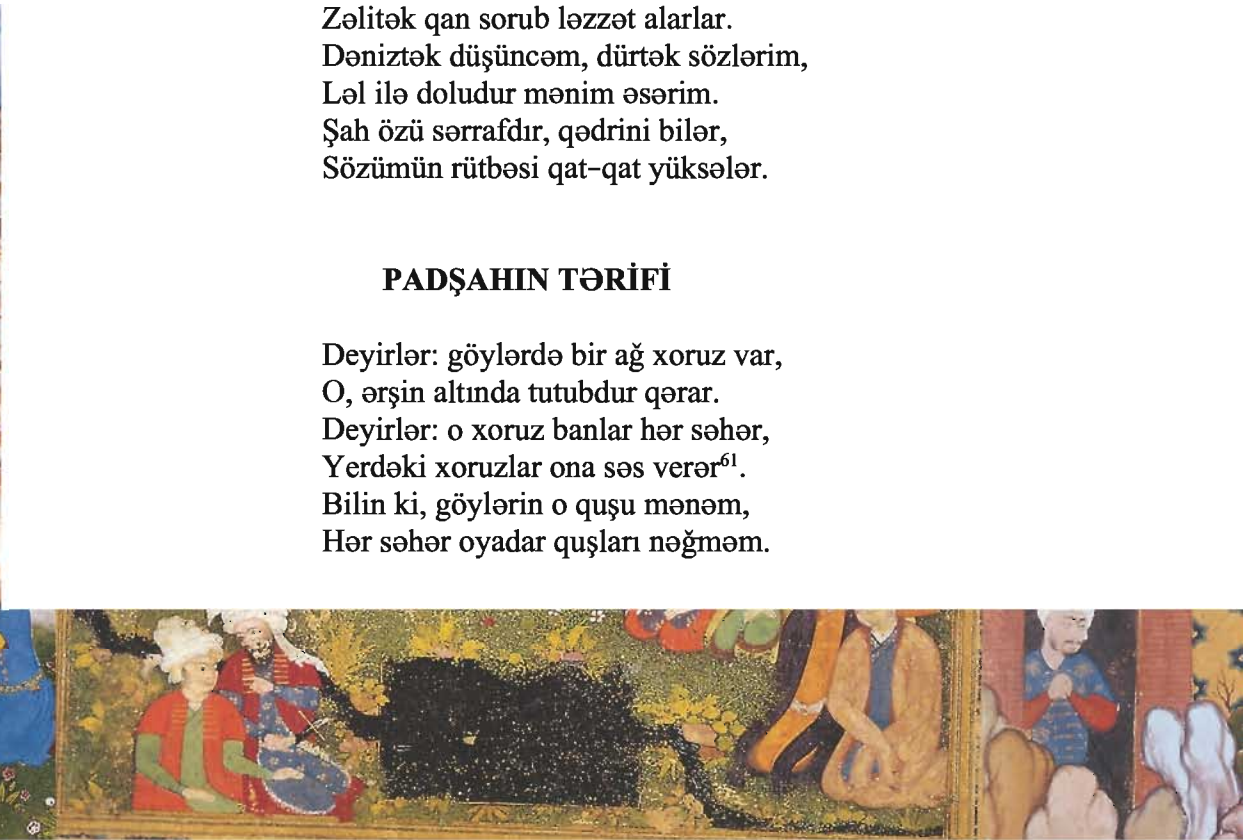 Zəlitək qan sorub ləzzət alarlar.
Dəniztək düşüncəm, dürtək sözlərim,
Ləl ilə doludur mənim əsərim.
Şah özü sərrafdır, qədrini bilər,
Sözümün rütbəsi qat-qat yüksələr.
PADŞAHIN TƏRİFİ
Deyirlər: göylərdə bir ağ xoruz var,
O, ərşin altında tutubdur qərar.
Deyirlər: o xoruz banlar hər səhər,
Yerdəki xoruzlar ona səs verər⁶¹.
Bilin ki, göylərin o quşu mənəm,
Hər səhər oyadar quşları nəğməm.